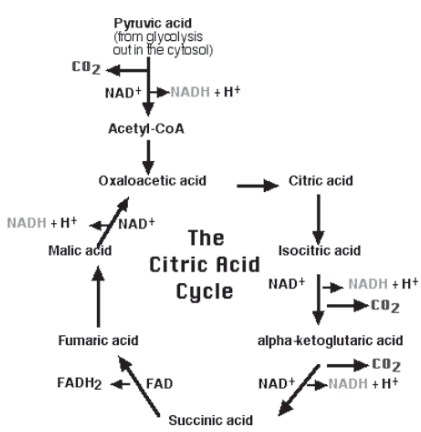 Pyruvic acid
(from glycolysis
out in the cytosol)
CO2
NAD+ NADH + H+
Acetyl-CoA
Oxaloacetic acid Citric acid
NADH + H+ NAD+
The
Citric Acid
Cycle
Malic acid Isocitric acid
NAD+ NADH + H+
CO2
Fumaric acid alpha-ketoglutaric acid
CO2
FADH2 FAD NAD+ NADH + H+
Succinic acid